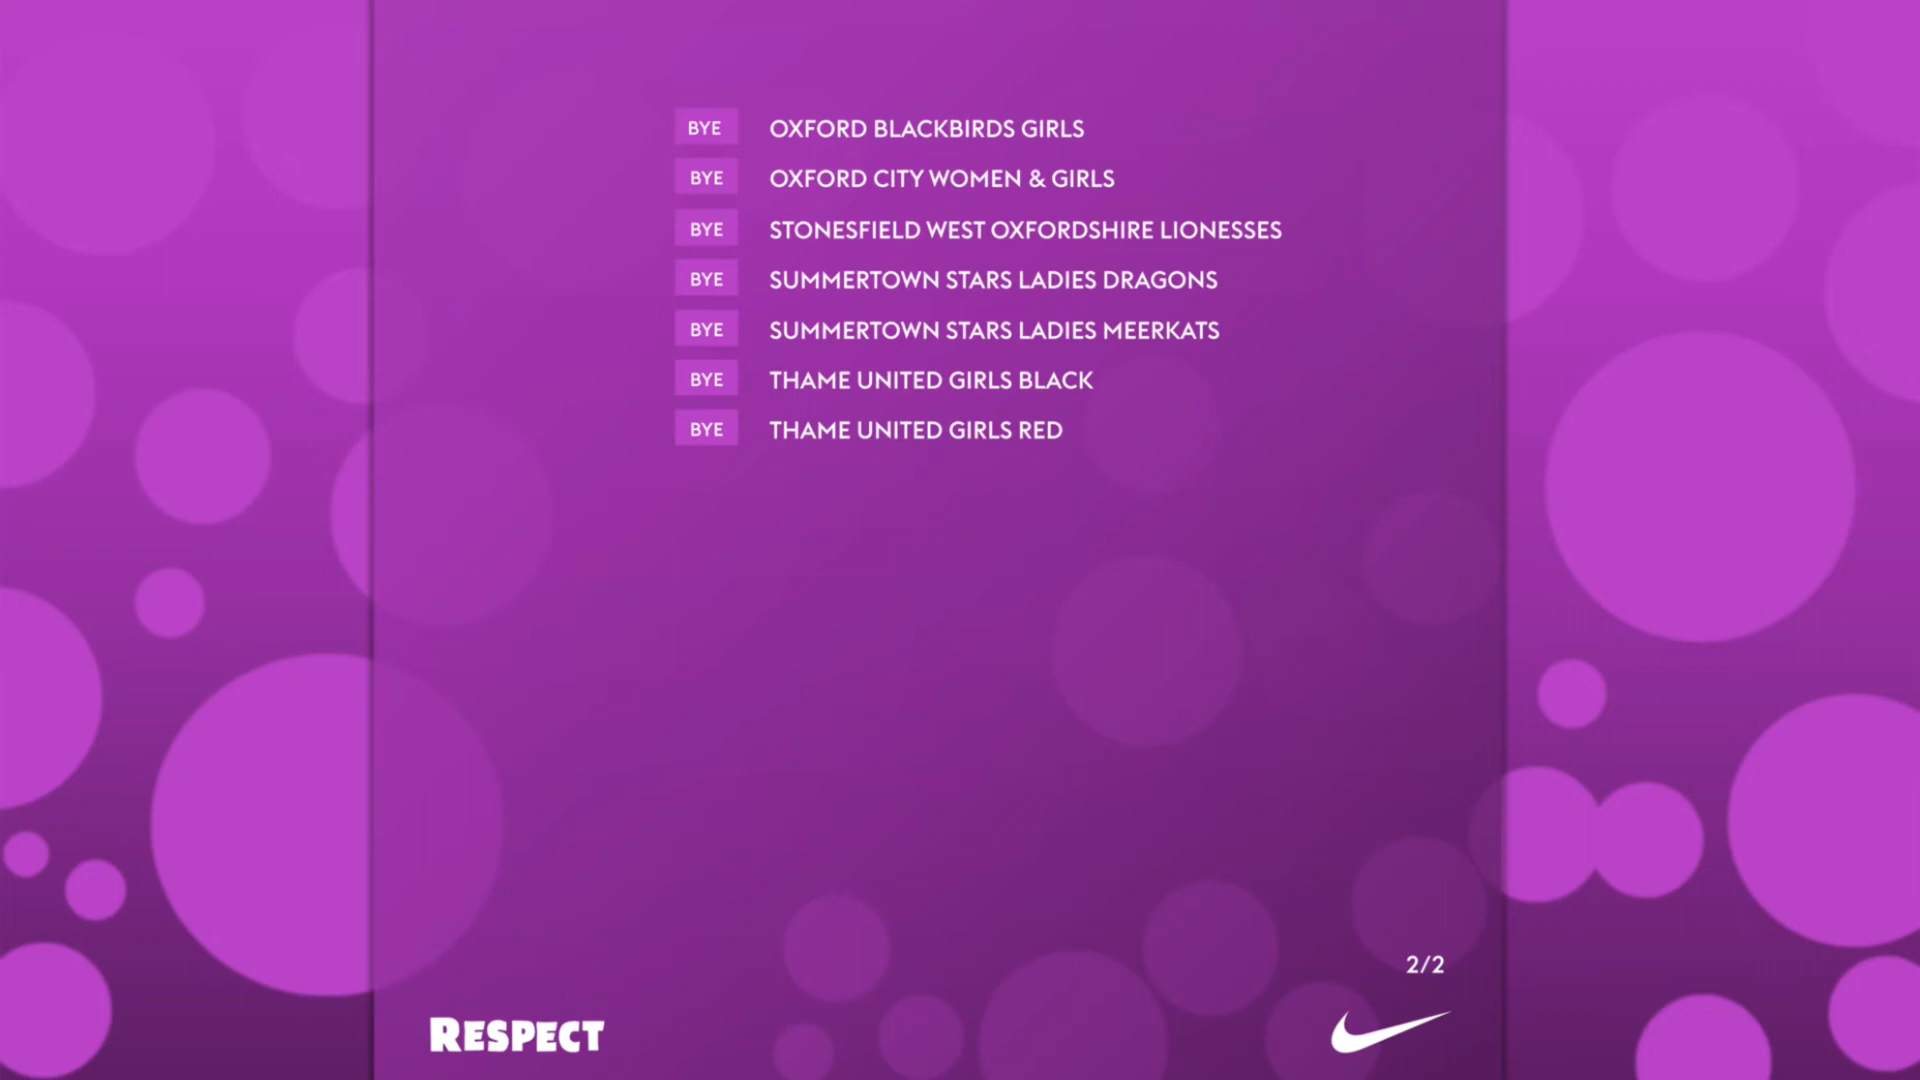 BYE OXFORD BLACKBIRDS GIRLS
BYE OXFORD CITY WOMEN & GIRLS
BYE STONESFIELD WEST OXFORDSHIRE LIONESSES
BYE SUMMERTOWN STARS LADIES DRAGONS
BYE SUMMERTOWN STARS LADIES MEERKATS
BYE THAME UNITED GIRLS BLACK
BYE THAME UNITED GIRLS RED
2/2
RESPECT